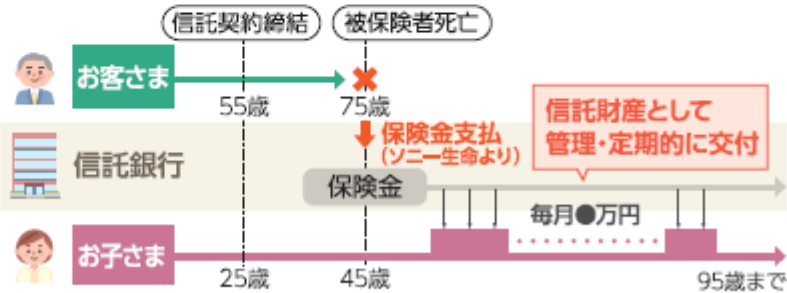 信託契約締結
被保険者死亡
お客さま
55歳
75歳
信託財産として
管理・定期的に交付
保険金支払
(ソニー生命より)
信託銀行
保険金
毎月●万円
お子さま
25歳
45歳
95歳まで